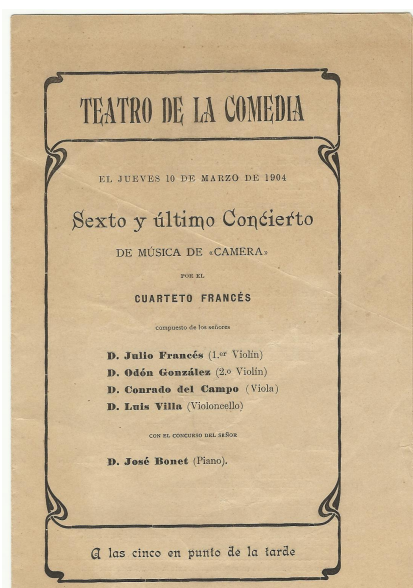 TEATRO DE LA COMEDIA
EL JUEVES 10 DE MARZO DE 1904
Sexto y último Concierto
DE MÚSICA DE «CAMERA»
POR EL
CUARTETO FRANCÉS
compuesto de los señores
D. Julio Francés (1.er Violín)
D. Odón González (2.o Violín)
D. Conrado del Campo (Viola)
D. Luis Villa (Violoncello)
CON EL CONCURSO DEL SEÑOR
D. José Bonet (Piano).
A las cinco en punto de la tarde